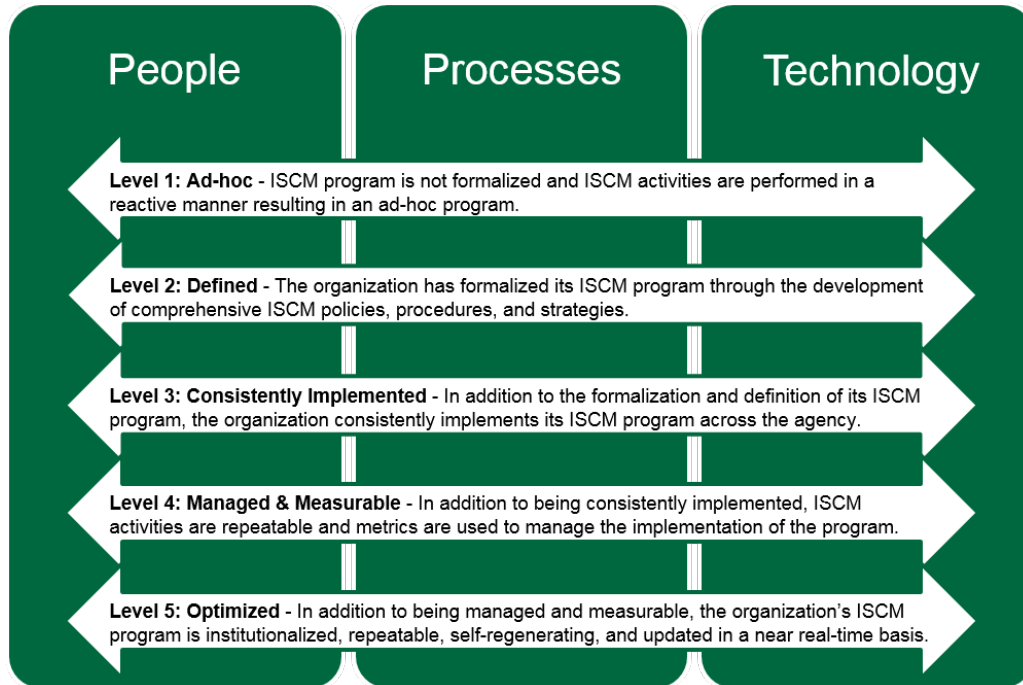 People
Processes
Technology
Level 1: Ad-hoc - ISCM program is not formalized and ISCM activities are performed in a
reactive manner resulting in an ad-hoc program.
Level 2: Defined - The organization has formalized its ISCM program through the development
of comprehensive ISCM policies, procedures, and strategies.
Level 3: Consistently Implemented - In addition to the formalization and definition of its ISCM
program, the organization consistently implements its ISCM program across the agency.
Level 4: Managed & Measurable - In addition to being consistently implemented, ISCM
activities are repeatable and metrics are used to manage the implementation of the program.
Level 5: Optimized - In addition to being managed and measurable, the organization’s ISCM
program is institutionalized, repeatable, self-regenerating, and updated in a near real-time basis.